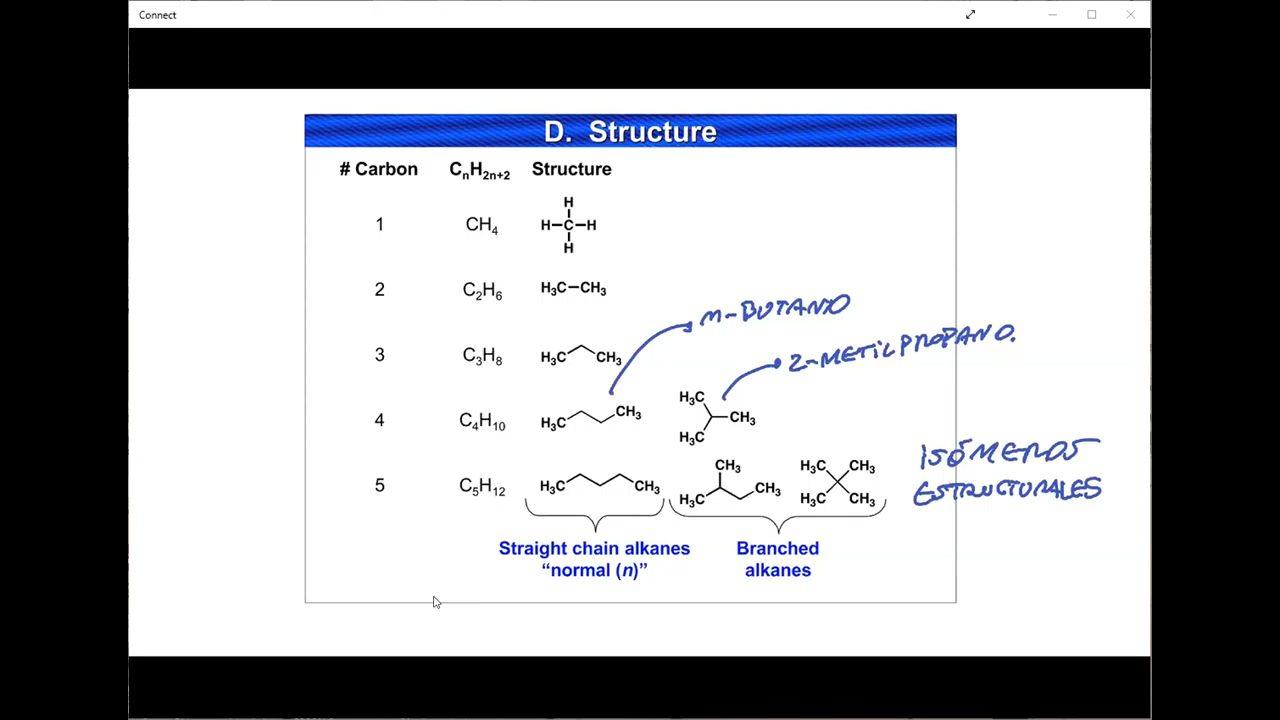 Connect
D. Structure
# Carbon CnH2n+2 Structure
1 CH4 H H–C–H H
2 C2H6 H3C–CH3
3 C3H8 H3C CH3
n-BUTANO
2-METILPROPANO.
4 C4H10 H3C CH3 H3C CH3 H3C
5 C5H12 H3C CH3 CH3 H3C CH3 H3C CH3 H3C CH3
ISÓMEROS
ESTRUCTURALES
Straight chain alkanes
"normal (n)"
Branched
alkanes